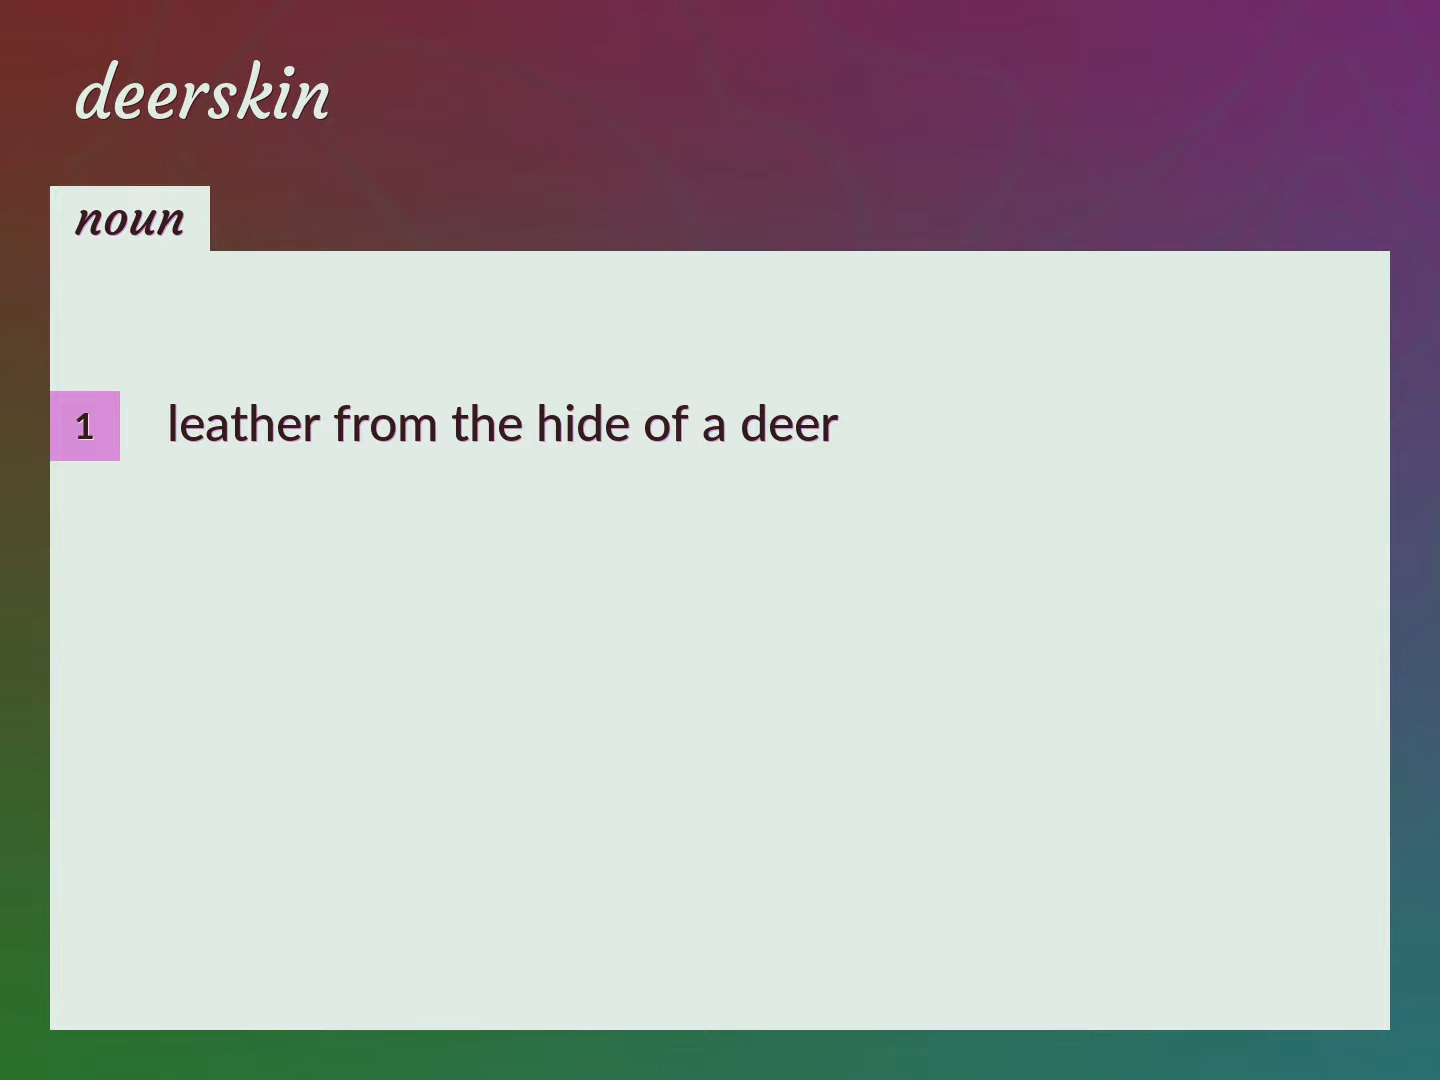 deerskin
noun
1 leather from the hide of a deer